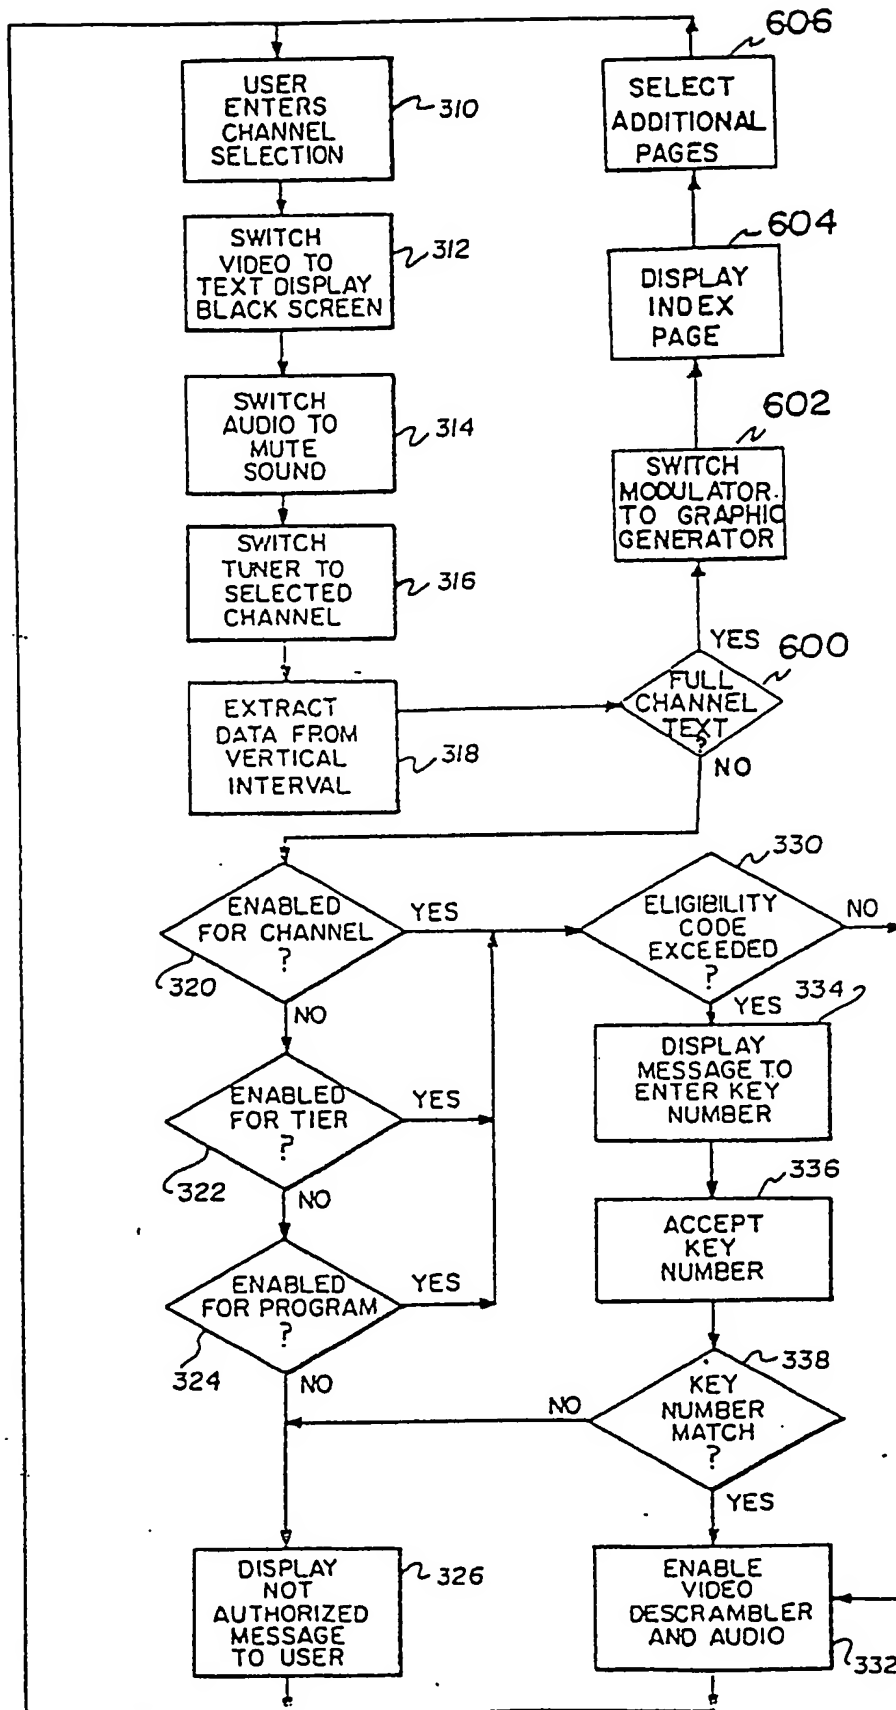 USER
ENTERS
CHANNEL
SELECTION
310
SWITCH
VIDEO TO
TEXT DISPLAY
BLACK SCREEN
312
SWITCH
AUDIO TO
MUTE
SOUND
314
SWITCH
TUNER TO
SELECTED
CHANNEL
316
EXTRACT
DATA FROM
VERTICAL
INTERVAL
318
606
SELECT
ADDITIONAL
PAGES
604
DISPLAY
INDEX
PAGE
602
SWITCH
MODULATOR.
TO GRAPHIC
GENERATOR
YES
600
FULL
CHANNEL
TEXT
?
NO
ENABLED
FOR CHANNEL
?
320
YES
NO
ENABLED
FOR TIER
?
322
YES
NO
ENABLED
FOR PROGRAM
?
324
YES
NO
330
ELIGIBILITY
CODE
EXCEEDED
?
NO
YES
334
DISPLAY
MESSAGE TO
ENTER KEY
NUMBER
336
ACCEPT
KEY
NUMBER
338
KEY
NUMBER
MATCH
?
NO
YES
DISPLAY
NOT
AUTHORIZED
MESSAGE
TO USER
326
ENABLE
VIDEO
DESCRAMBLER
AND AUDIO
332